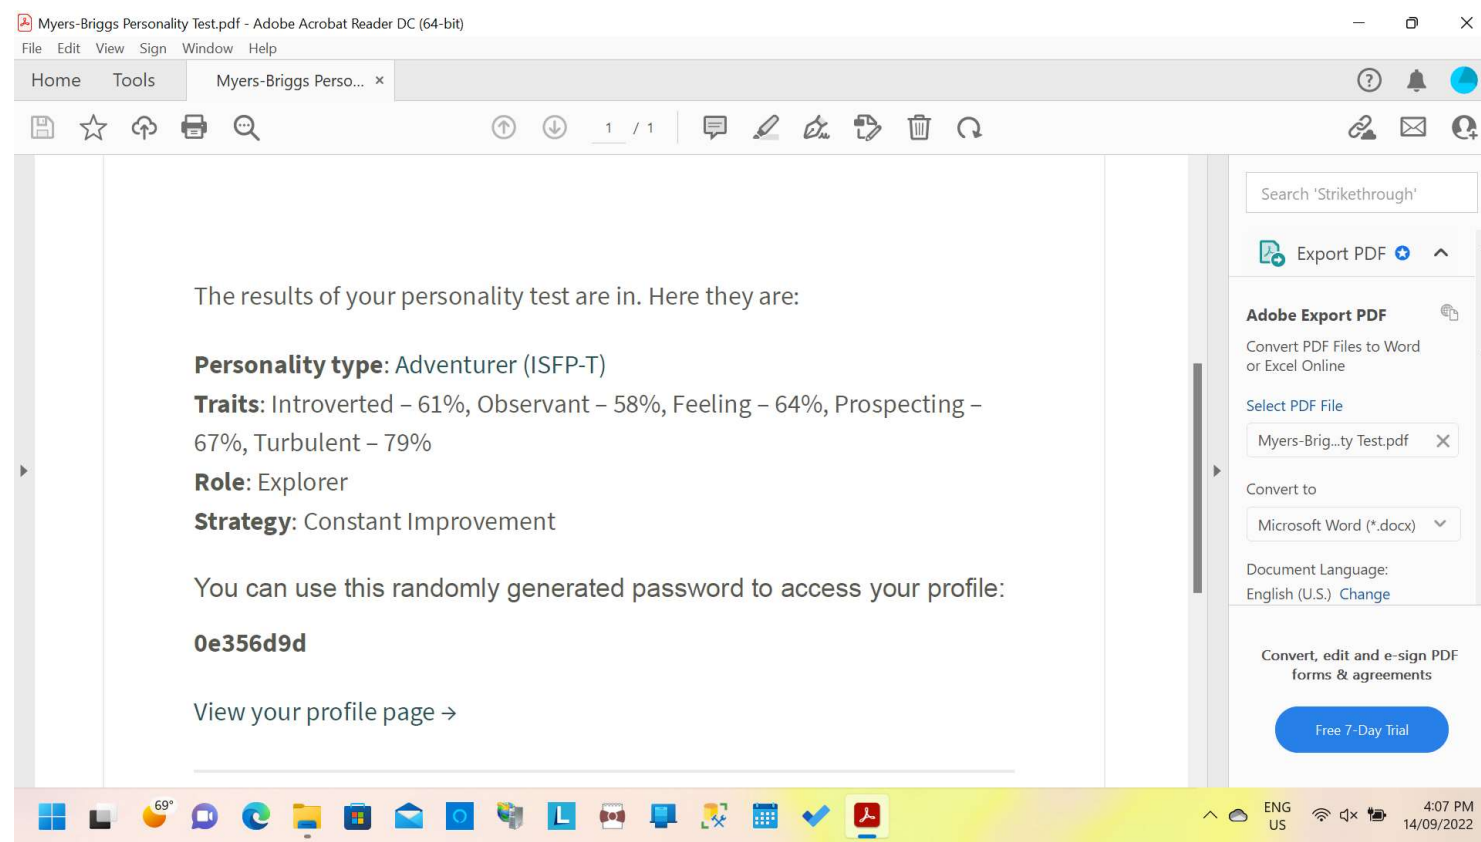 Myers-Briggs Personality Test.pdf - Adobe Acrobat Reader DC (64-bit)
File Edit View Sign Window Help
Home Tools Myers-Briggs Perso... ×
1 / 1
Search 'Strikethrough'
Export PDF
The results of your personality test are in. Here they are:
Adobe Export PDF
Convert PDF Files to Word
or Excel Online
Personality type: Adventurer (ISFP-T)
Traits: Introverted – 61%, Observant – 58%, Feeling – 64%, Prospecting –
67%, Turbulent – 79%
Role: Explorer
Strategy: Constant Improvement
Select PDF File
Myers-Brig...ty Test.pdf
Convert to
Microsoft Word (*.docx)
Document Language:
English (U.S.) Change
You can use this randomly generated password to access your profile:
0e356d9d
View your profile page →
Convert, edit and e-sign PDF
forms & agreements
Free 7-Day Trial
69°
L
ENG
US
4:07 PM
14/09/2022